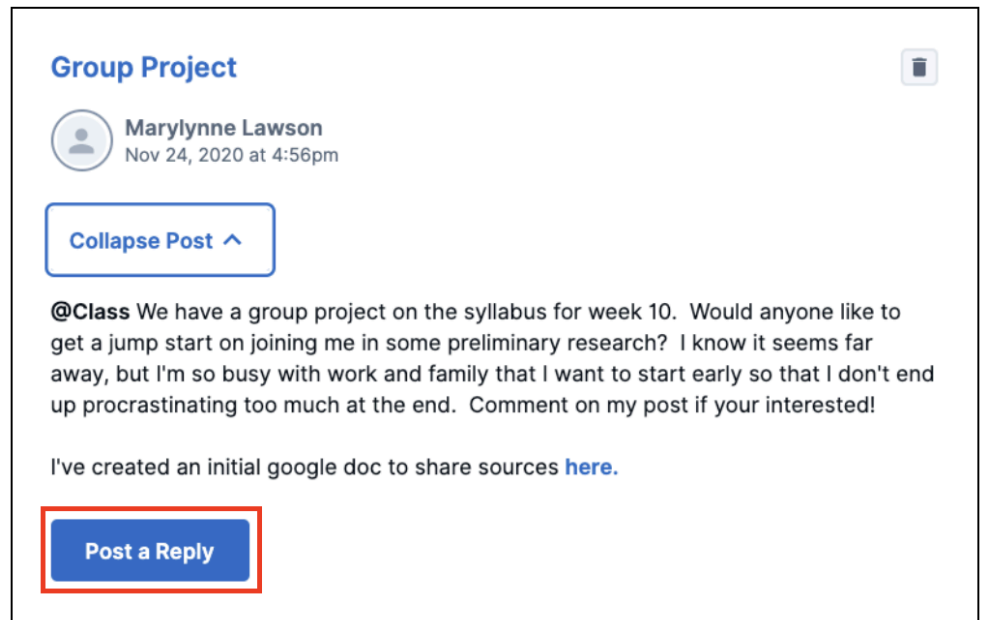 Group Project
Marylynne Lawson
Nov 24, 2020 at 4:56pm
Collapse Post
@Class We have a group project on the syllabus for week 10.  Would anyone like to
get a jump start on joining me in some preliminary research?  I know it seems far
away, but I'm so busy with work and family that I want to start early so that I don't end
up procrastinating too much at the end.  Comment on my post if your interested!
I've created an initial google doc to share sources here.
Post a Reply